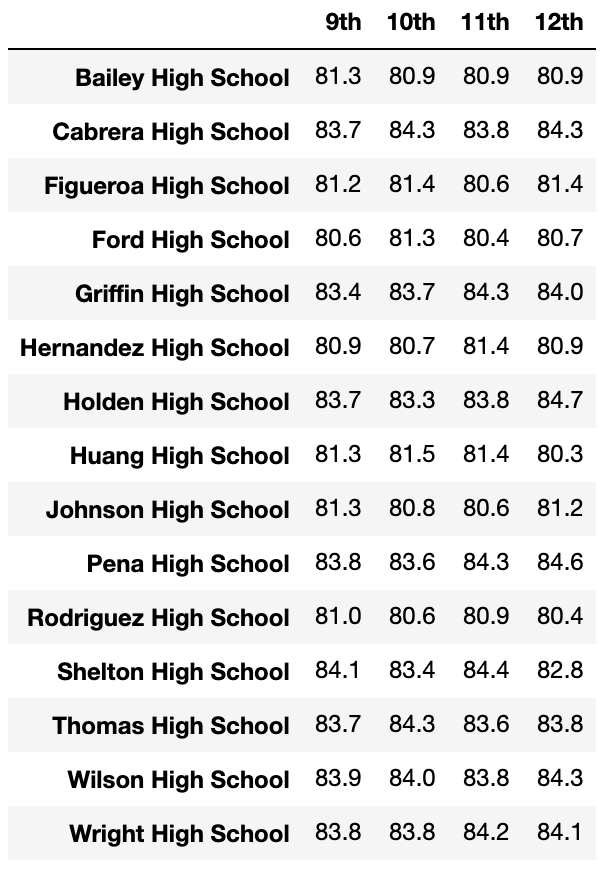 9th 10th 11th 12th
Bailey High School 81.3 80.9 80.9 80.9
Cabrera High School 83.7 84.3 83.8 84.3
Figueroa High School 81.2 81.4 80.6 81.4
Ford High School 80.6 81.3 80.4 80.7
Griffin High School 83.4 83.7 84.3 84.0
Hernandez High School 80.9 80.7 81.4 80.9
Holden High School 83.7 83.3 83.8 84.7
Huang High School 81.3 81.5 81.4 80.3
Johnson High School 81.3 80.8 80.6 81.2
Pena High School 83.8 83.6 84.3 84.6
Rodriguez High School 81.0 80.6 80.9 80.4
Shelton High School 84.1 83.4 84.4 82.8
Thomas High School 83.7 84.3 83.6 83.8
Wilson High School 83.9 84.0 83.8 84.3
Wright High School 83.8 83.8 84.2 84.1